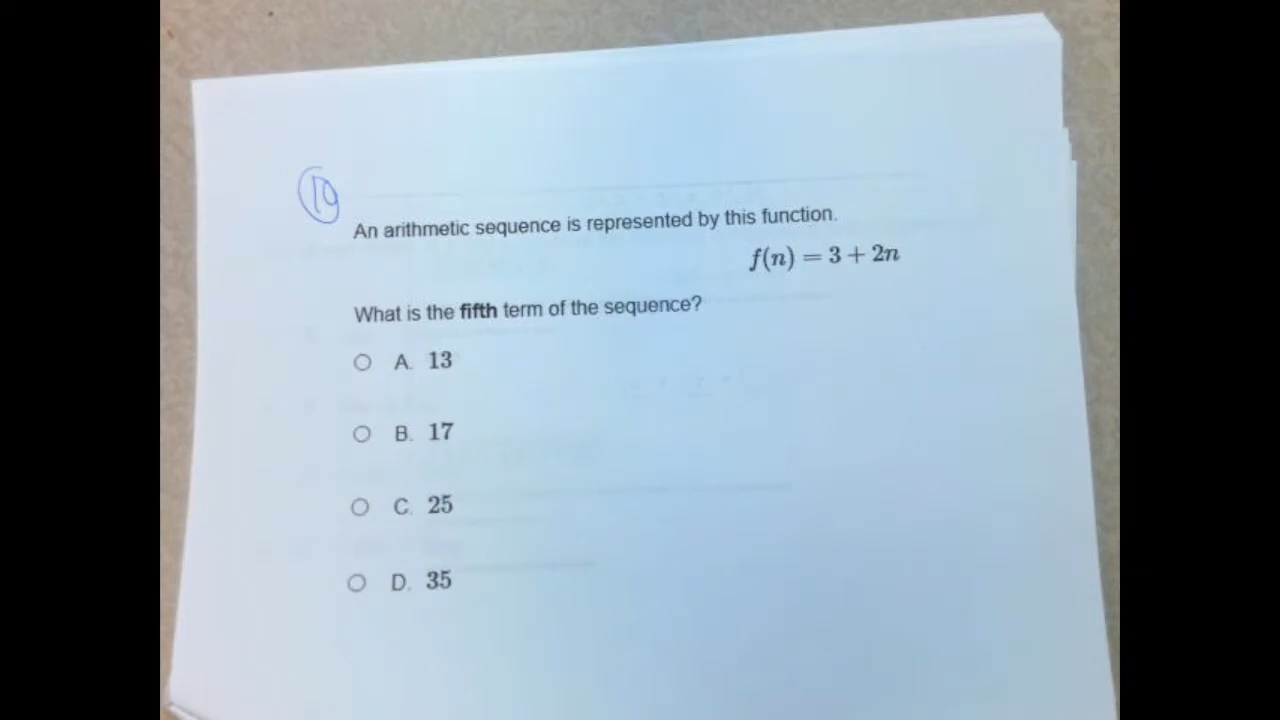 19
An arithmetic sequence is represented by this function.
f(n) = 3 + 2n
What is the fifth term of the sequence?
A. 13
B. 17
C. 25
D. 35